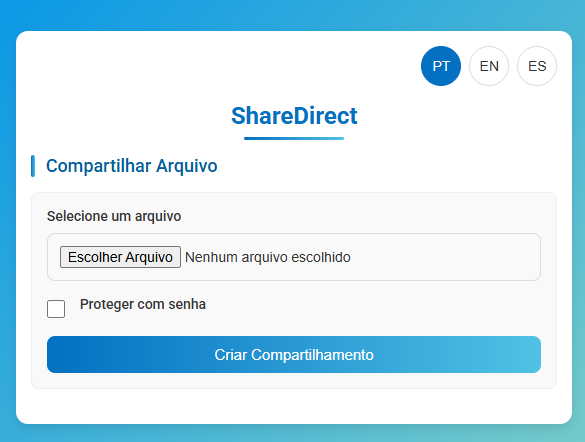 PT EN ES
ShareDirect
Compartilhar Arquivo
Selecione um arquivo
Escolher Arquivo Nenhum arquivo escolhido
Proteger com senha
Criar Compartilhamento